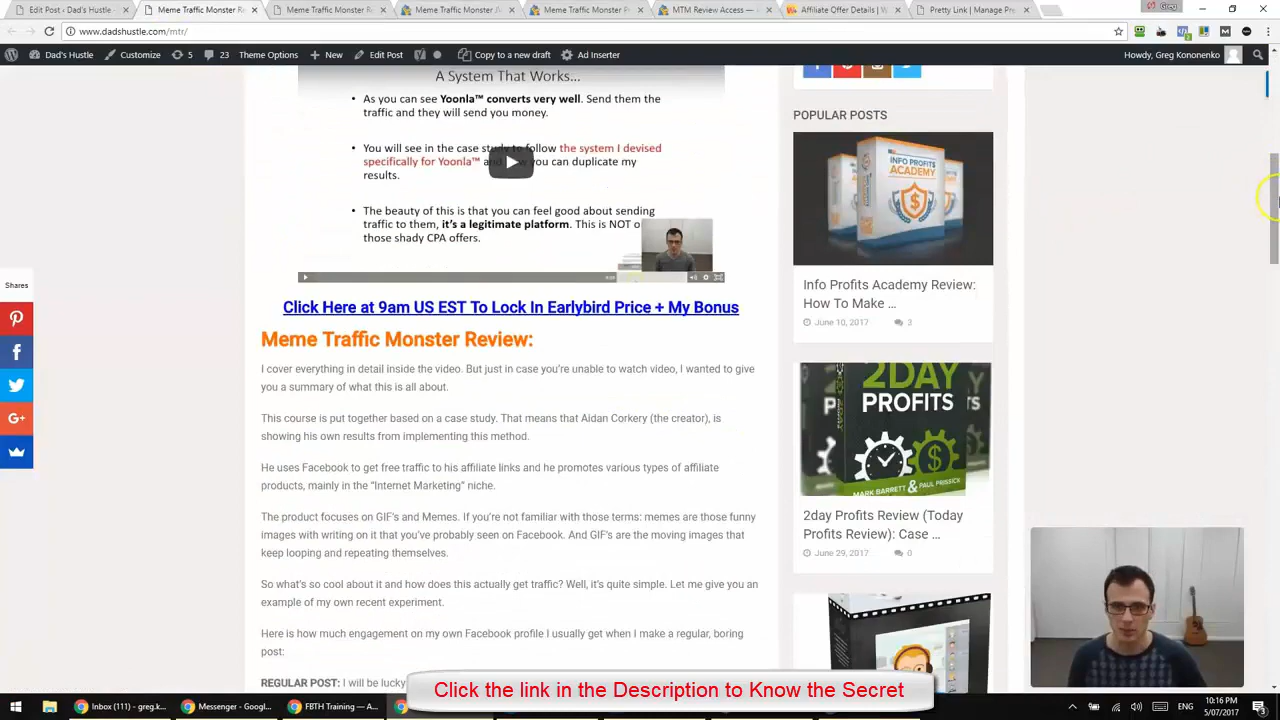 Edit Post ‹ Dad's Hustle
Meme Traffic Monster Re
Meme Traffic Monster Re
Meme Traffic Monster Ad
Meme Traffic Monster Pr
MTM Review Access —
Affiliate Offer Details | W
Pretty Link | Manage Pre
Greg
www.dadshustle.com/mtr/
Dad's Hustle
Customize
5
23
New
Theme Options
Edit Post
Copy to a new draft
Ad Inserter
Howdy, Greg Kononenko
A System That Works...
• As you can see Yoonla™ converts very well. Send them the
traffic and they will send you money.
• You will see in the case study to follow the system I devised
specifically for Yoonla™ and how you can duplicate my
results.
• The beauty of this is that you can feel good about sending
traffic to them, it's a legitimate platform. This is NOT o
those shady CPA offers.
Click Here at 9am US EST To Lock In Earlybird Price + My Bonus
Meme Traffic Monster Review:
I cover everything in detail inside the video. But just in case you're unable to watch video, I wanted to give
you a summary of what this is all about.
This course is put together based on a case study. That means that Aidan Corkery (the creator), is
showing his own results from implementing this method.
He uses Facebook to get free traffic to his affiliate links and he promotes various types of affiliate
products, mainly in the “Internet Marketing” niche.
The product focuses on GIF's and Memes. If you're not familiar with those terms: memes are those funny
images with writing on it that you've probably seen on Facebook. And GIF's are the moving images that
keep looping and repeating themselves.
So what's so cool about it and how does this actually get traffic? Well, it's quite simple. Let me give you an
example of my own recent experiment.
Here is how much engagement on my own Facebook profile I usually get when I make a regular, boring
post:
REGULAR POST: I will be lucky
Shares
POPULAR POSTS
INFO PROFITS
ACADEMY
Info Profits Academy Review:
How To Make ...
June 10, 2017
3
2DAY
PROFITS
MARK BARRETT & PAUL PRISSICK
2day Profits Review (Today
Profits Review): Case ...
June 29, 2017
0
Click the link in the Description to Know the Secret
Inbox (111) - greg.k
Messenger - Googl...
FBTH Training — A...
10:16 PM
5/07/2017